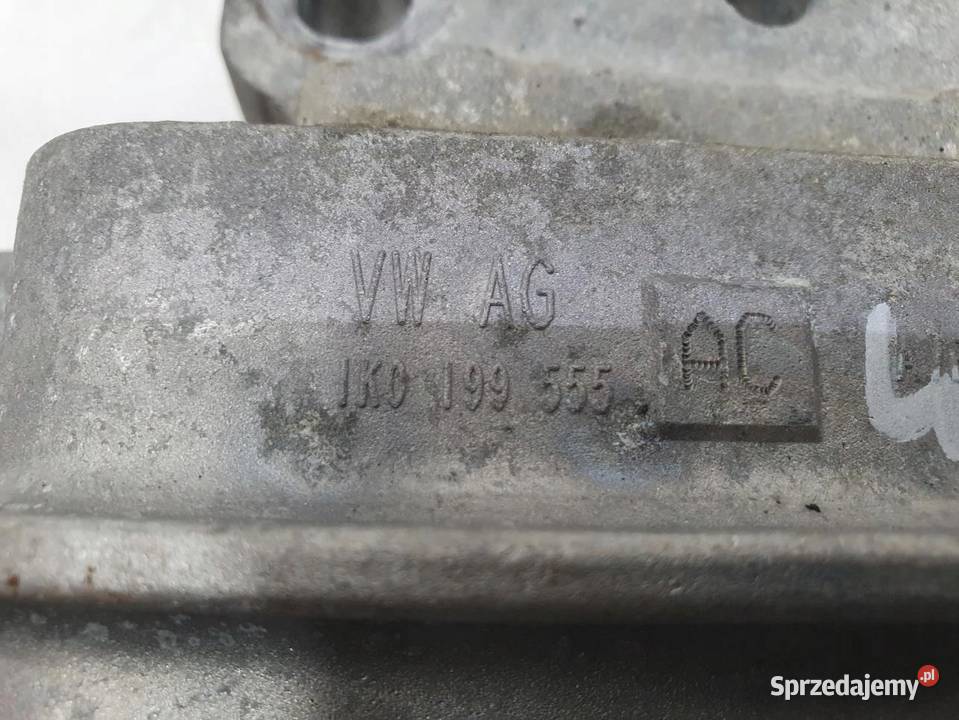 VW AG
1K0 199 555 AC
Sprzedajemy.pl